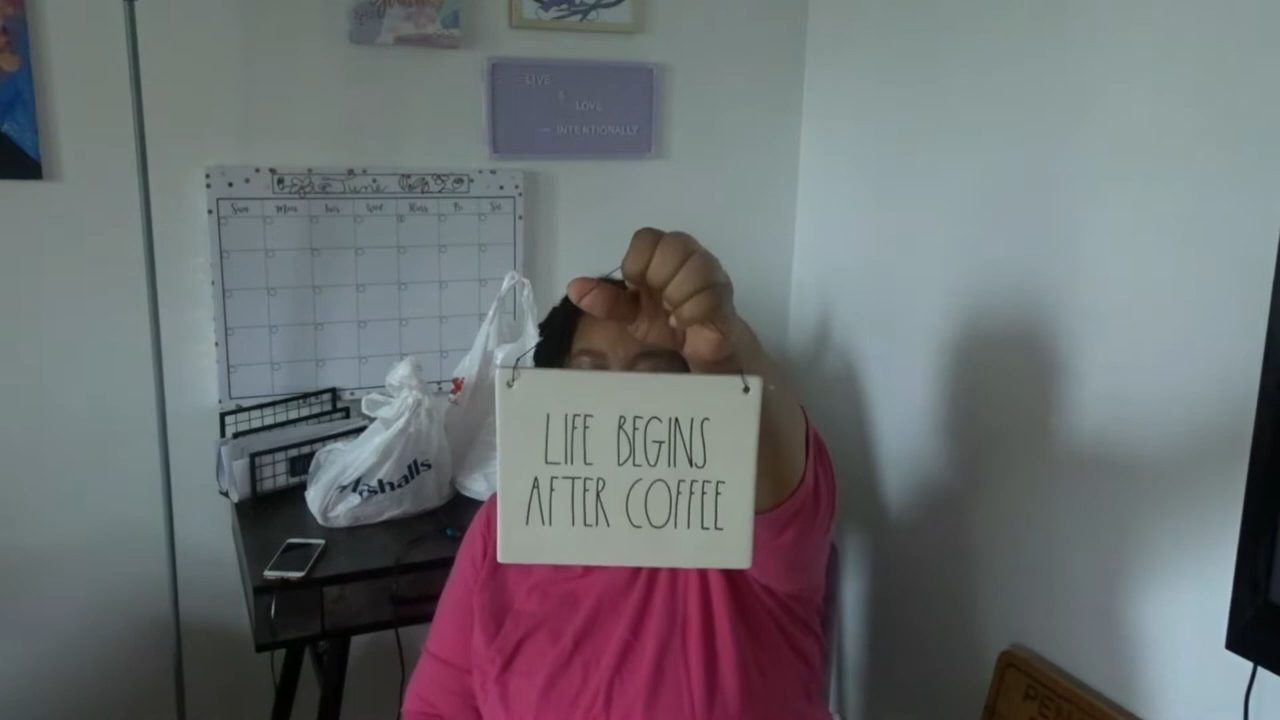 LIVE
&
LOVE
— INTENTIONALLY
June
Sun Mon Tues Wed Thurs Fri Sat
Marshalls
LIFE BEGINS
AFTER COFFEE